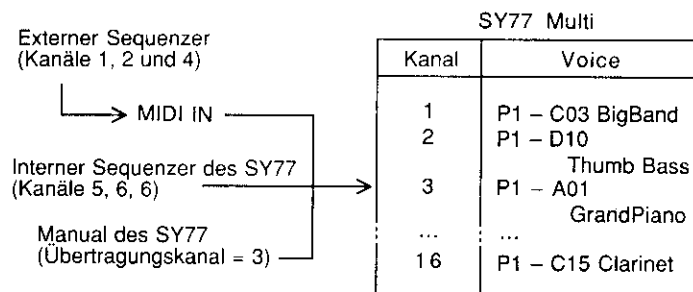 Externer Sequenzer
(Kanäle 1, 2 und 4)
MIDI IN
Interner Sequenzer des SY77
(Kanäle 5, 6, 6)
Manual des SY77
(Übertragungskanal = 3)
SY77 Multi
Kanal Voice
1 P1 – C03 BigBand
2 P1 – D10
Thumb Bass
3 P1 – A01
GrandPiano
... ...
16 P1 – C15 Clarinet